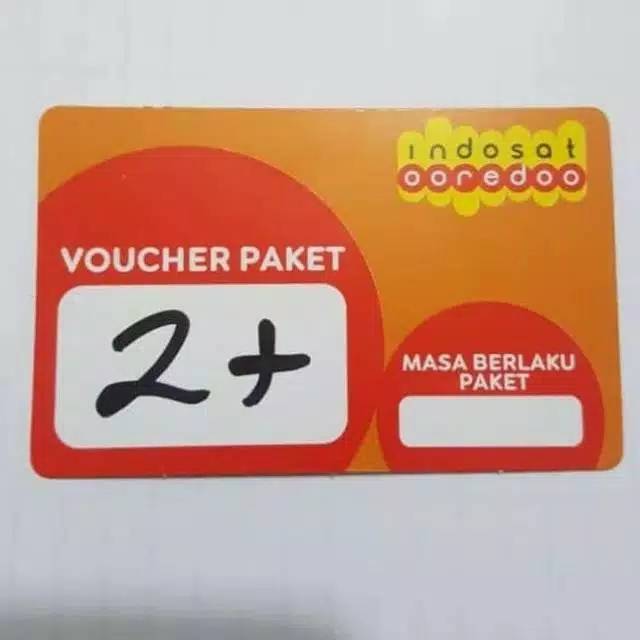 indosat
ooredoo
VOUCHER PAKET
2+
MASA BERLAKU
PAKET